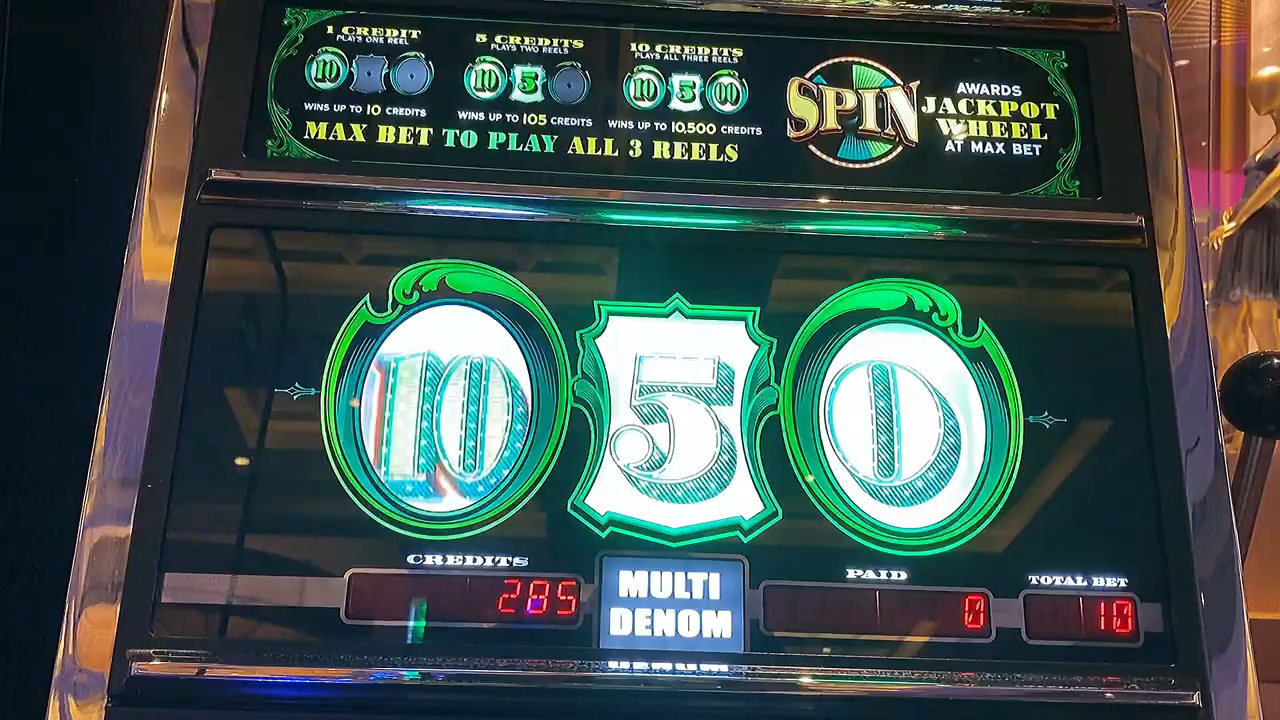 1 CREDIT
PLAYS ONE REEL
10
WINS UP TO 10 CREDITS
5 CREDITS
PLAYS TWO REELS
10 5
WINS UP TO 105 CREDITS
10 CREDITS
PLAYS ALL THREE REELS
10 5 00
WINS UP TO 10,500 CREDITS
MAX BET TO PLAY ALL 3 REELS
SPIN
AWARDS
JACKPOT
WHEEL
AT MAX BET
10 5 0
CREDITS
285
MULTI
DENOM
PAID
0
TOTAL BET
10